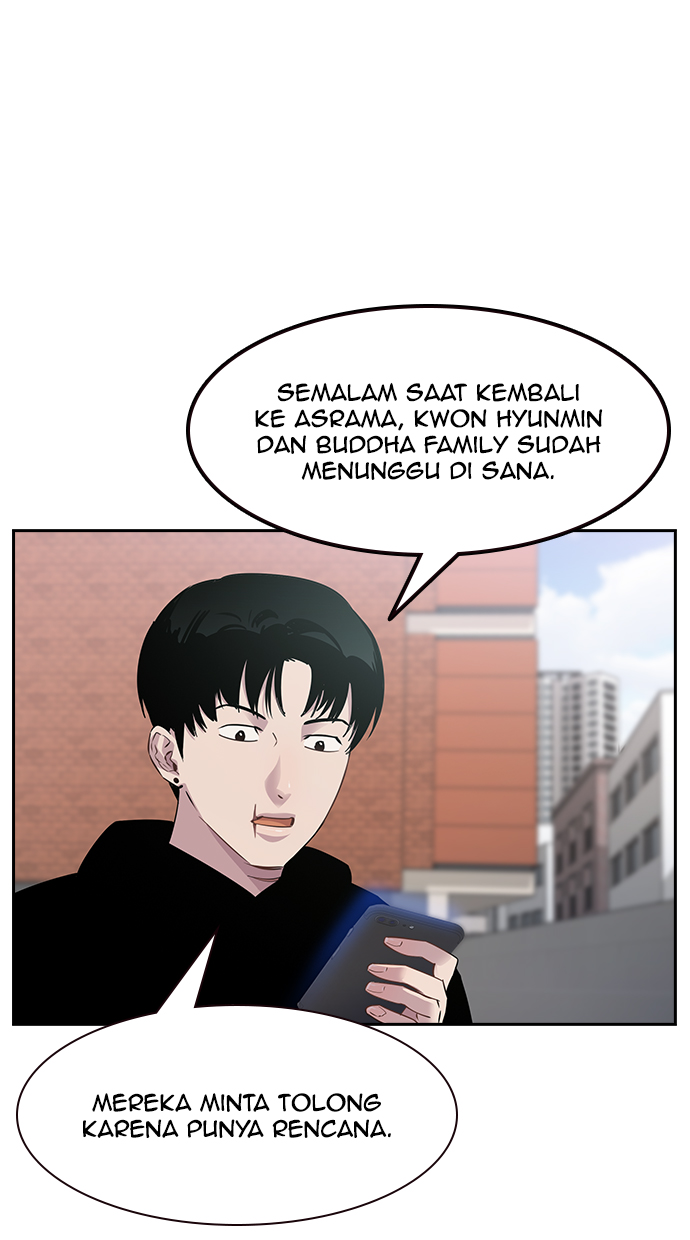 SEMALAM SAAT KEMBALI
KE ASRAMA, KWON HYUNMIN
DAN BUDDHA FAMILY SUDAH
MENUNGGU DI SANA.
MEREKA MINTA TOLONG
KARENA PUNYA RENCANA.